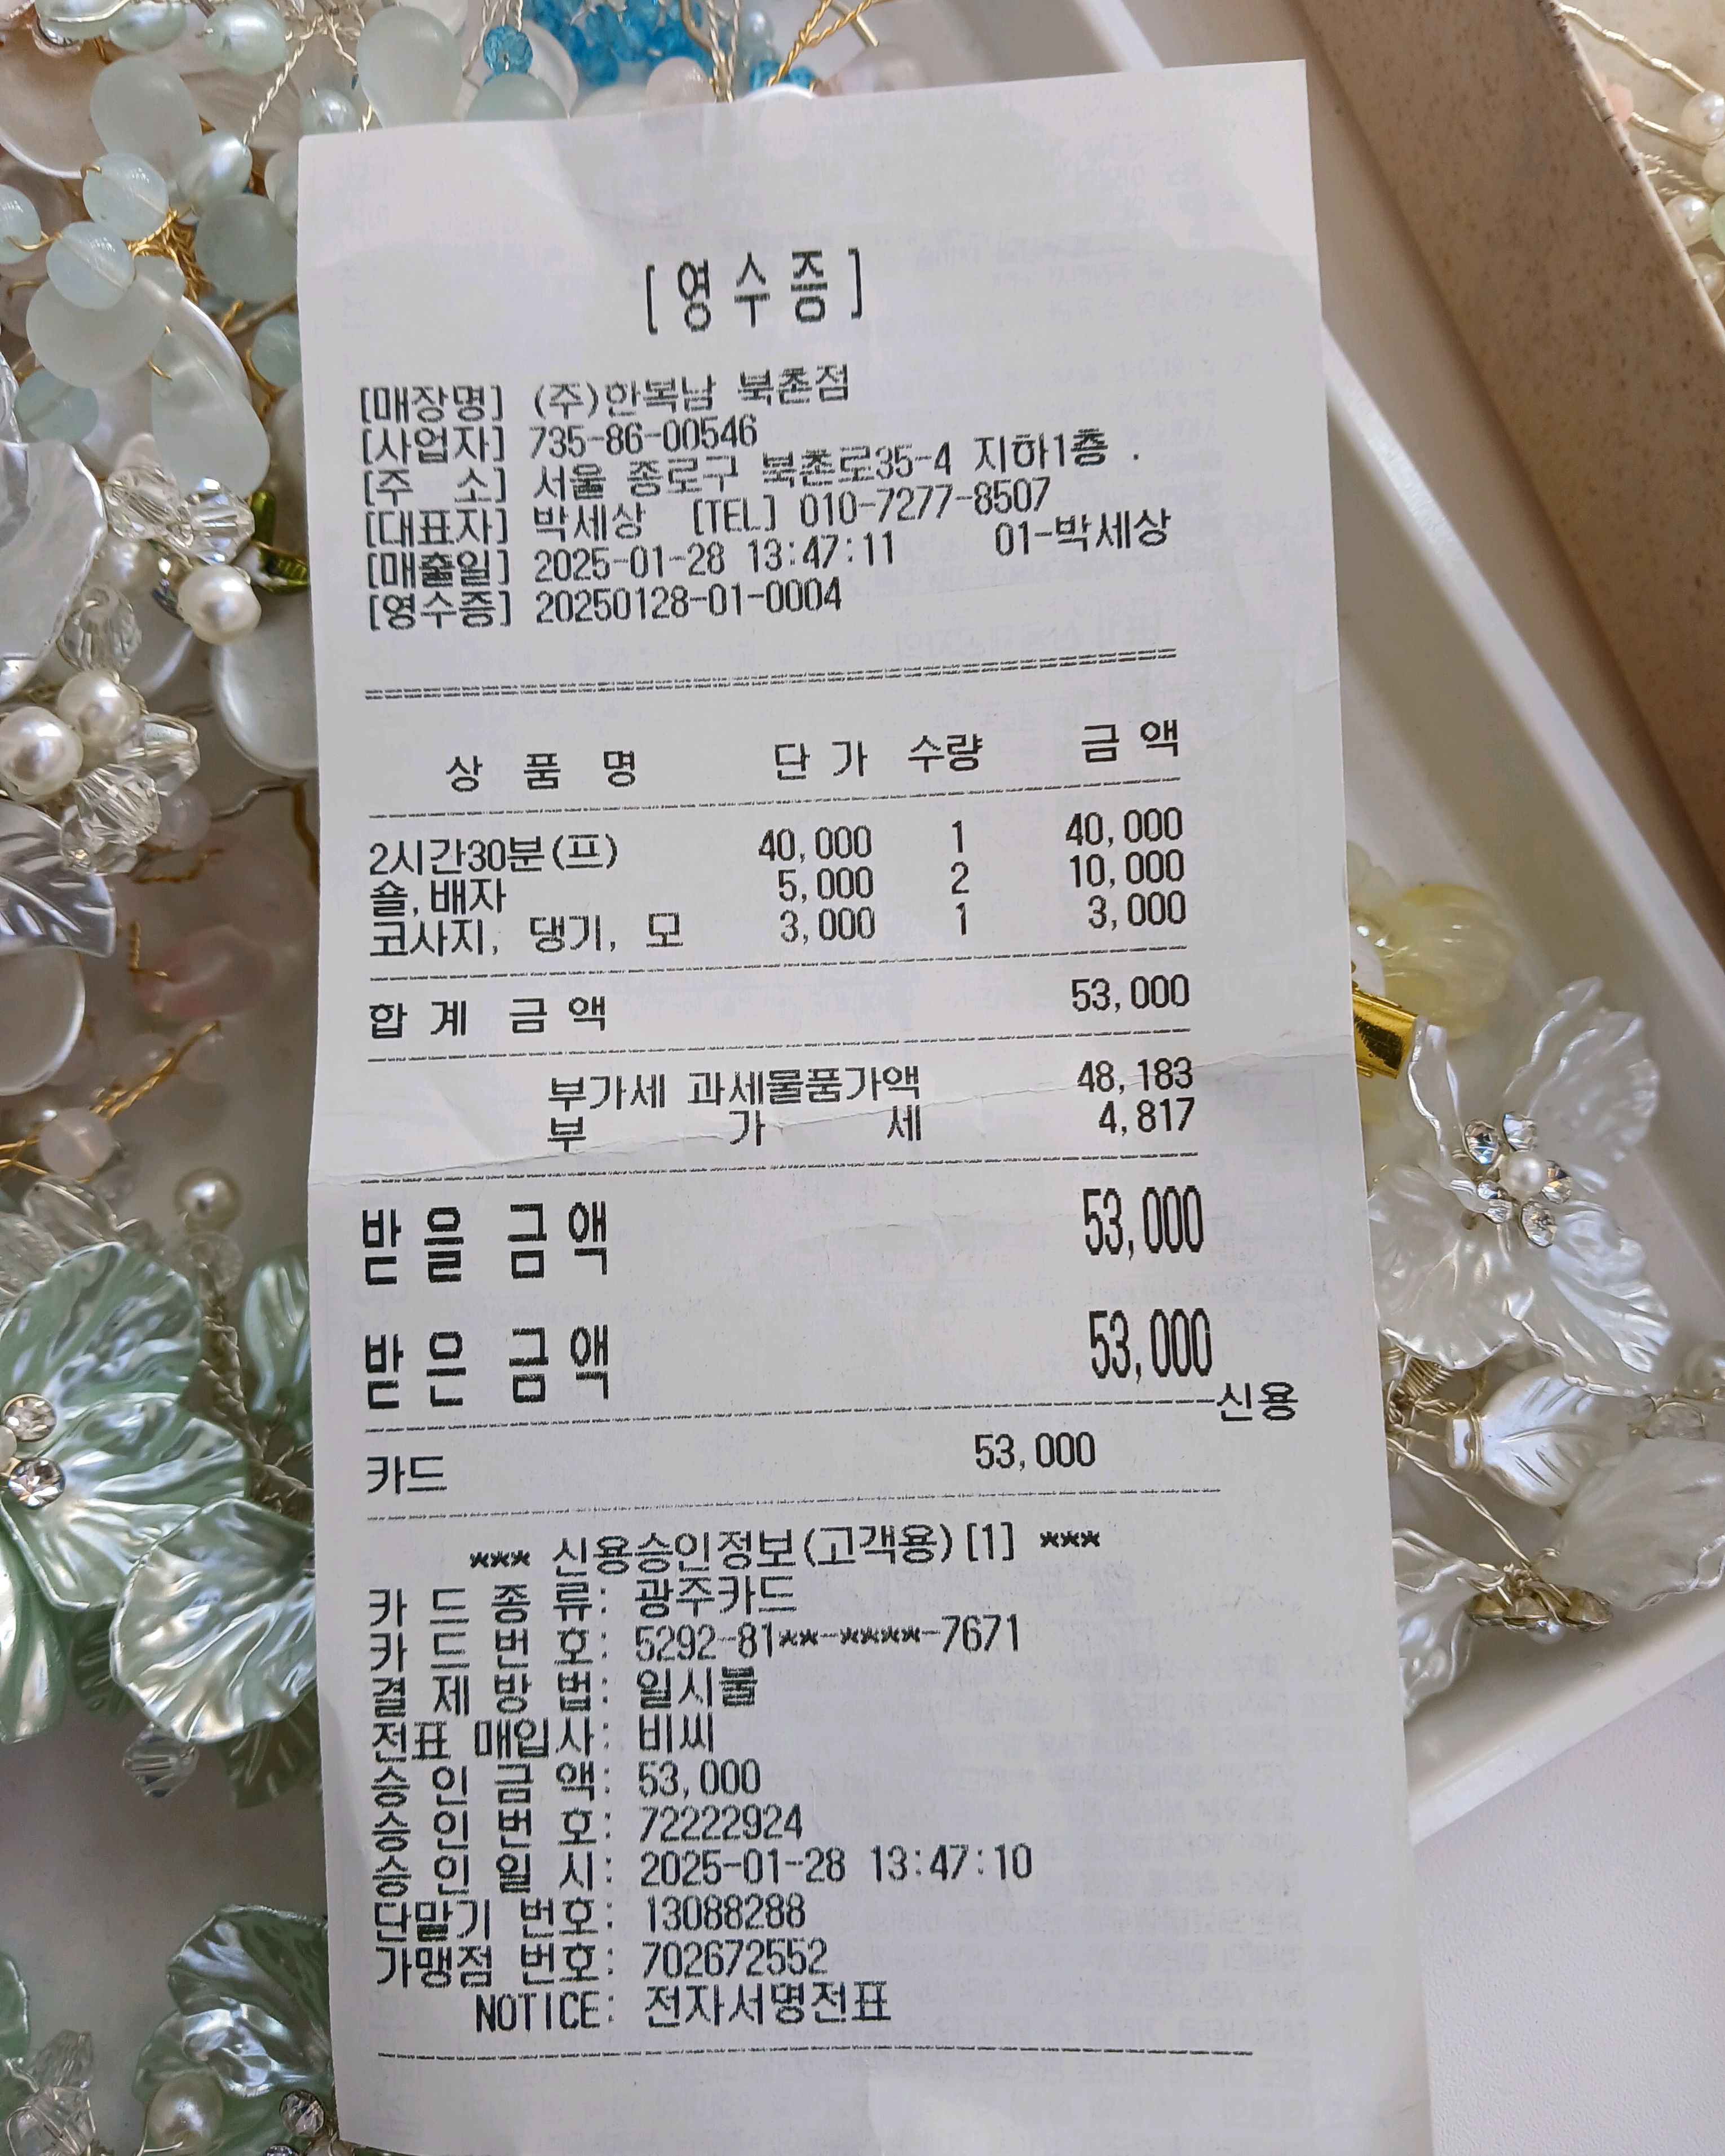 [영수증]
[매장명] (주)한복남 북촌점
[사업자] 735-86-00546
[주 소] 서울 종로구 북촌로35-4 지하1층 .
[대표자] 박세상 [TEL] 010-7277-8507
[매출일] 2025-01-28 13:47:11 01-박세상
[영수증] 20250128-01-0004
상 품 명 단 가 수량 금 액
2시간30분(프) 40,000 1 40,000
숄,배자 5,000 2 10,000
코사지, 댕기, 모 3,000 1 3,000
합 계 금 액 53,000
부가세 과세물품가액 48,183
부 가 세 4,817
받 을 금 액 53,000
받 은 금 액 53,000
신용
카드 53,000
*** 신용승인정보(고객용)[1] ***
카 드 종 류: 광주카드
카 드 번 호: 5292-81**-****-7671
결 제 방 법: 일시불
전표 매입사: 비씨
승 인 금 액: 53,000
승 인 번 호: 72222924
승 인 일 시: 2025-01-28 13:47:10
단말기 번호: 13088288
가맹점 번호: 702672552
NOTICE: 전자서명전표